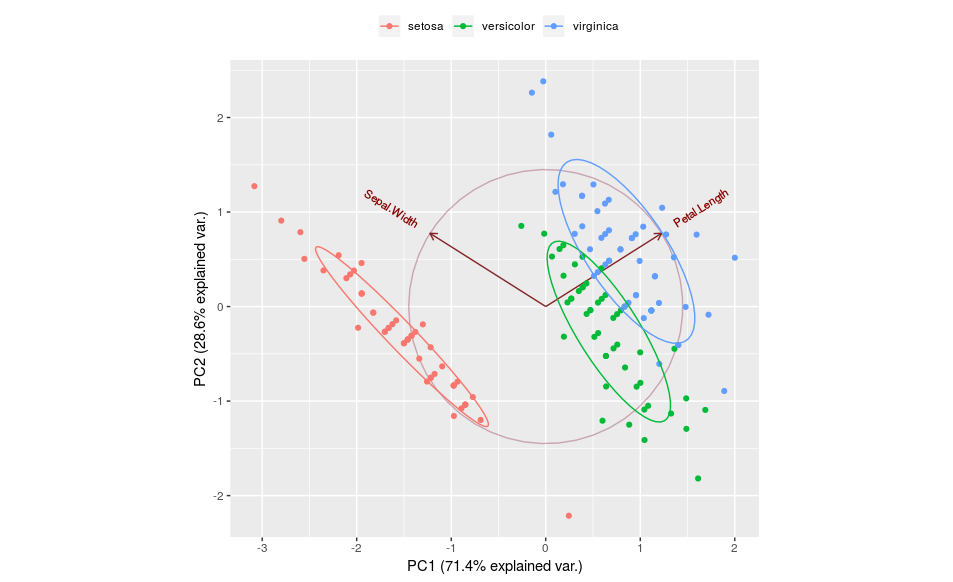 setosa versicolor virginica
Sepal.Width
Petal.Length
2
1
0
-1
-2
PC2 (28.6% explained var.)
-3 -2 -1 0 1 2
PC1 (71.4% explained var.)